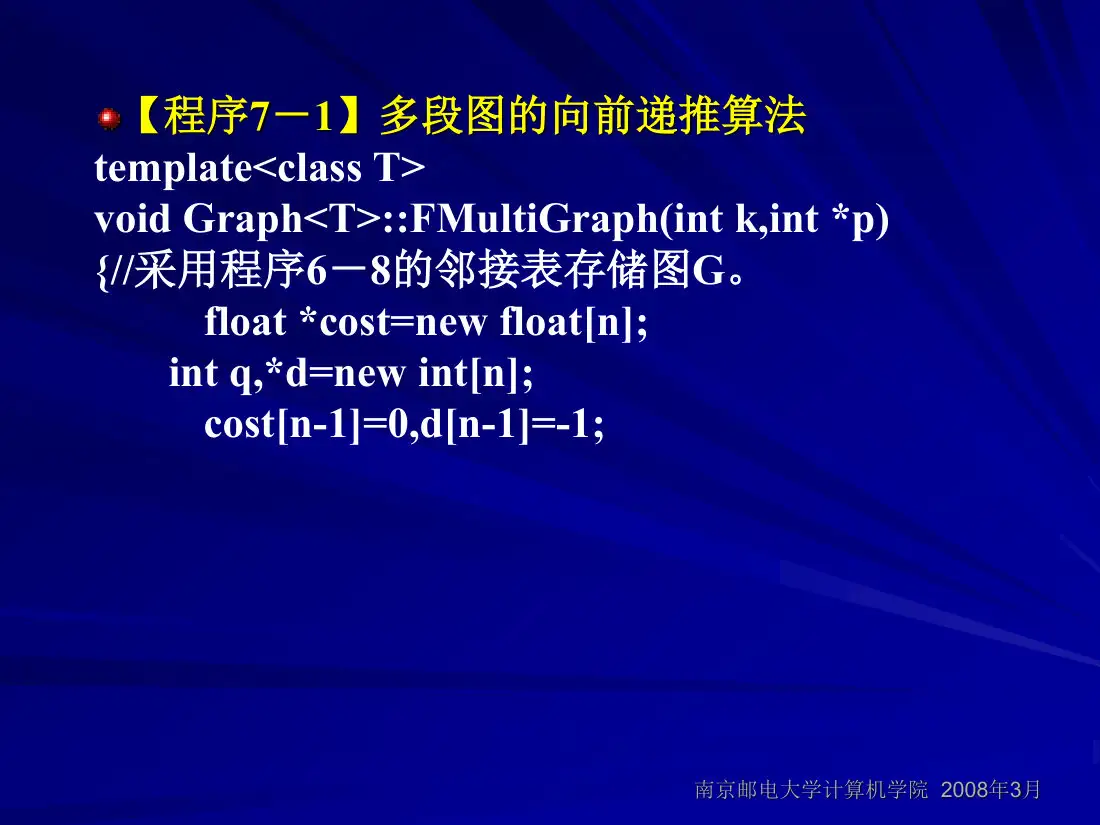 【程序7－1】多段图的向前递推算法
template<class T>
void Graph<T>::FMultiGraph(int k,int *p)
{//采用程序6－8的邻接表存储图G。
float *cost=new float[n];
int q,*d=new int[n];
cost[n-1]=0,d[n-1]=-1;
南京邮电大学计算机学院 2008年3月